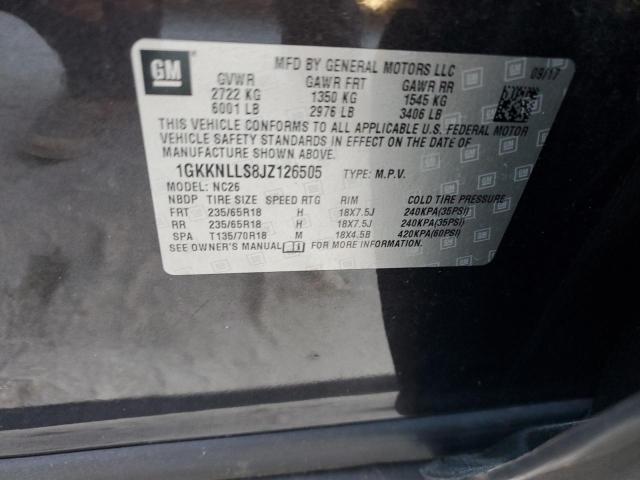 GM
MFD BY GENERAL MOTORS LLC 09/17
GVWR GAWR FRT GAWR RR
2722 KG 1350 KG 1545 KG
6001 LB 2976 LB 3406 LB
THIS VEHICLE CONFORMS TO ALL APPLICABLE U.S. FEDERAL MOTOR
VEHICLE SAFETY STANDARDS IN EFFECT ON THE DATE OF
MANUFACTURE SHOWN ABOVE.
1GKKNLLS8JZ126505 TYPE: M.P.V.
MODEL: NC26
NBDP TIRE SIZE SPEED RTG RIM COLD TIRE PRESSURE
FRT 235/65R18 H 18X7.5J 240KPA(35PSI)
RR 235/65R18 H 18X7.5J 240KPA(35PSI)
SPA T135/70R18 M 18X4.5B 420KPA(60PSI)
SEE OWNER'S MANUAL